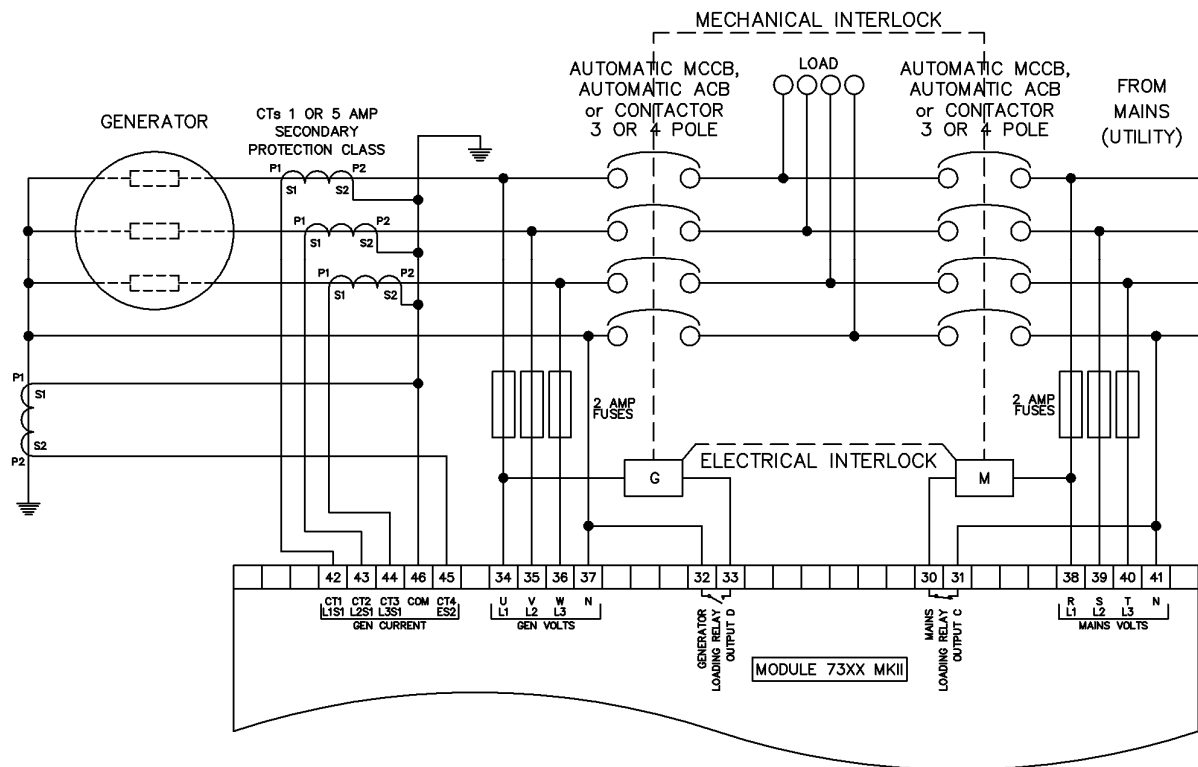 MECHANICAL INTERLOCK
AUTOMATIC MCCB,
AUTOMATIC ACB
or CONTACTOR
3 OR 4 POLE
LOAD
AUTOMATIC MCCB,
AUTOMATIC ACB
or CONTACTOR
3 OR 4 POLE
FROM
MAINS
(UTILITY)
GENERATOR
CTs 1 OR 5 AMP
SECONDARY
PROTECTION CLASS
P1 P2
S1 S2
P1 P2
S1 S2
P1 P2
S1 S2
P1
S1
S2
P2
2 AMP
FUSES
2 AMP
FUSES
ELECTRICAL INTERLOCK
G
M
42 43 44 46 45 34 35 36 37 32 33 30 31 38 39 40 41
CT1 CT2 CT3 COM CT4
L1S1 L2S1 L3S1 ES2
GEN CURRENT
U V W N
L1 L2 L3
GEN VOLTS
GENERATOR
LOADING RELAY
OUTPUT D
MAINS
LOADING RELAY
OUTPUT C
R S T N
L1 L2 L3
MAINS VOLTS
MODULE 73XX MKII